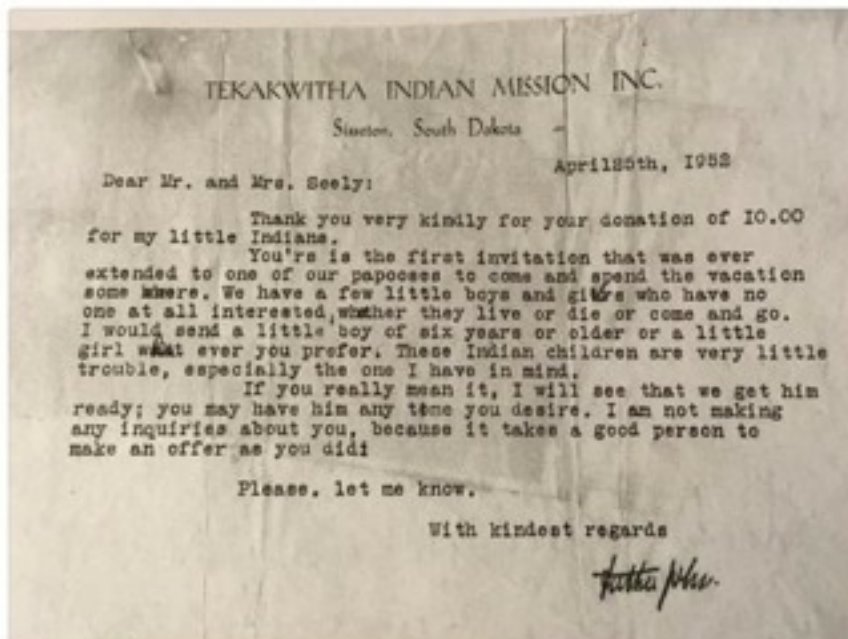 TEKAKWITHA INDIAN MISSION INC.
Sisseton, South Dakota -
April25th, I952
Dear Mr. and Mrs. Seely:
Thank you very kindly for your donation of I0.00
for my little Indians.
You'rs is the first invitation that was ever
extended to one of our papooses to come and spend the vacation
some where. We have a few little boys and girls who have no
one at all interested whether they live or die or come and go.
I would send a little boy of six years or older or a little
girl what ever you prefer. These Indian children are very little
trouble, especially the one I have in mind.
If you really mean it, I will see that we get him
ready; you may have him any time you desire. I am not making
any inquiries about you, because it takes a good person to
make an offer as you did!
Please, let me know.
With kindest regards
Father John.